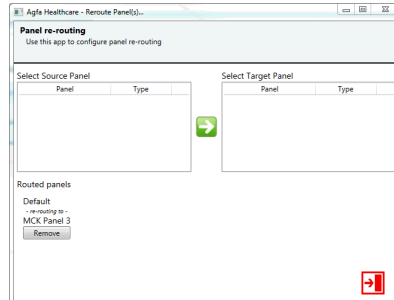 Agfa Healthcare - Reroute Panel(s)...
Panel re-routing
Use this app to configure panel re-routing
Select Source Panel
Select Target Panel
Panel Type
Panel Type
Routed panels
Default
- re-routing to -
MCK Panel 3
Remove